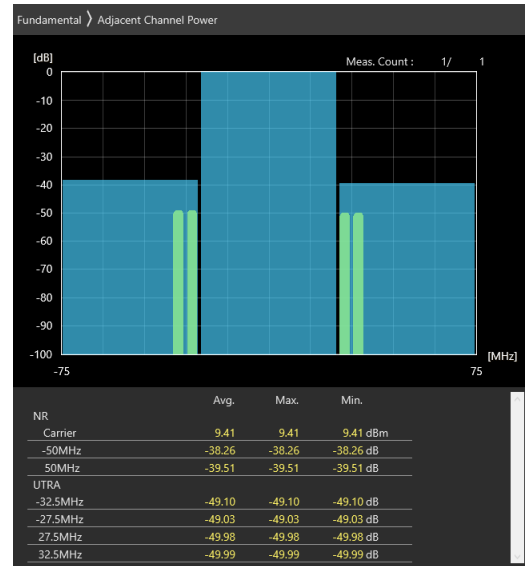 Fundamental 〉 Adjacent Channel Power
[dB]
Meas. Count : 1/ 1
0
-10
-20
-30
-40
-50
-60
-70
-80
-90
-100
[MHz]
-75 75
Avg. Max. Min.
NR
Carrier 9.41 9.41 9.41 dBm
-50MHz -38.26 -38.26 -38.26 dB
50MHz -39.51 -39.51 -39.51 dB
UTRA
-32.5MHz -49.10 -49.10 -49.10 dB
-27.5MHz -49.03 -49.03 -49.03 dB
27.5MHz -49.98 -49.98 -49.98 dB
32.5MHz -49.99 -49.99 -49.99 dB